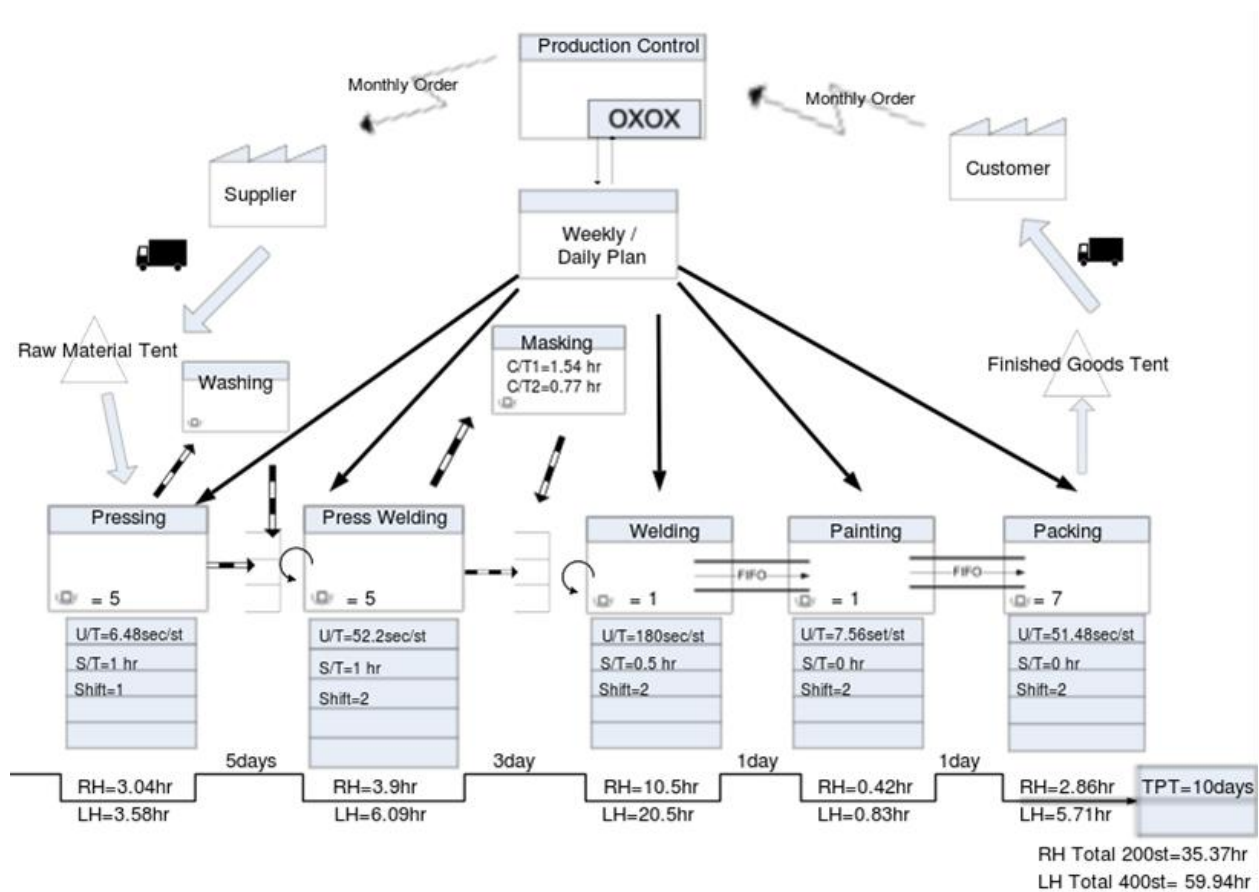 Production Control
OXOX
Monthly Order
Monthly Order
Supplier
Customer
Weekly /
Daily Plan
Raw Material Tent
Washing
Masking
C/T1=1.54 hr
C/T2=0.77 hr
Finished Goods Tent
Pressing
= 5
U/T=6.48sec/st
S/T=1 hr
Shift=1
Press Welding
= 5
U/T=52.2sec/st
S/T=1 hr
Shift=2
Welding
= 1
U/T=180sec/st
S/T=0.5 hr
Shift=2
FIFO
Painting
= 1
U/T=7.56set/st
S/T=0 hr
Shift=2
FIFO
Packing
= 7
U/T=51.48sec/st
S/T=0 hr
Shift=2
5days
3day
1day
1day
RH=3.04hr
LH=3.58hr
RH=3.9hr
LH=6.09hr
RH=10.5hr
LH=20.5hr
RH=0.42hr
LH=0.83hr
RH=2.86hr
LH=5.71hr
TPT=10days
RH Total 200st=35.37hr
LH Total 400st= 59.94hr